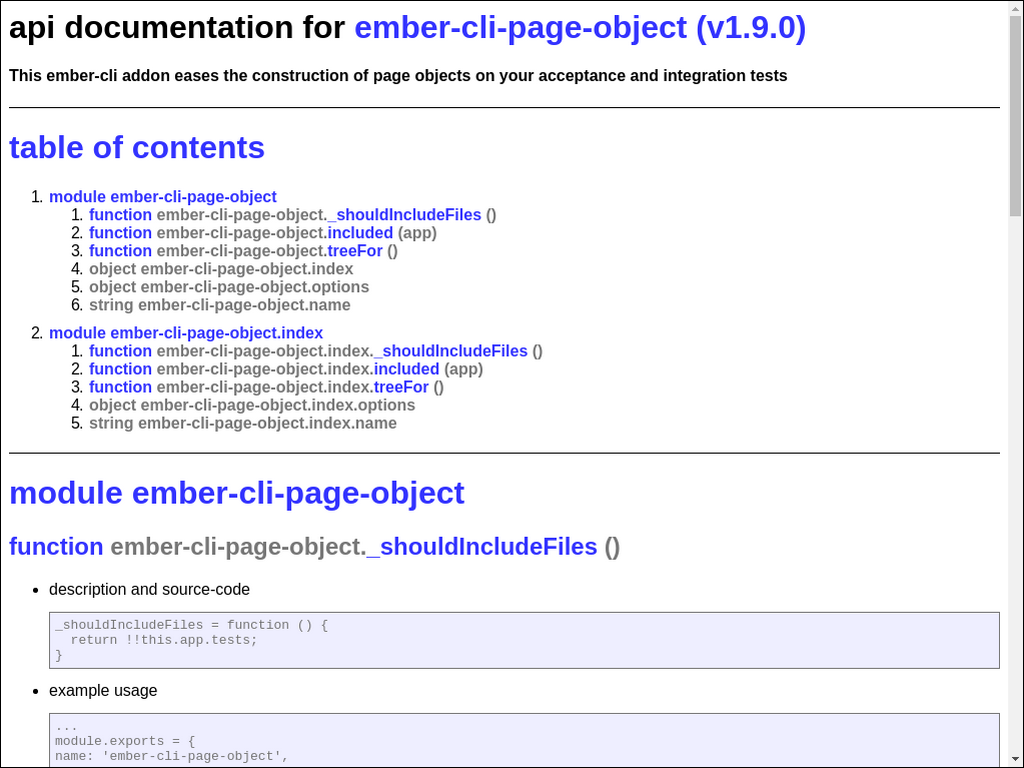 api documentation for ember-cli-page-object (v1.9.0)
This ember-cli addon eases the construction of page objects on your acceptance and integration tests
table of contents
1. module ember-cli-page-object
1. function ember-cli-page-object._shouldIncludeFiles ()
2. function ember-cli-page-object.included (app)
3. function ember-cli-page-object.treeFor ()
4. object ember-cli-page-object.index
5. object ember-cli-page-object.options
6. string ember-cli-page-object.name
2. module ember-cli-page-object.index
1. function ember-cli-page-object.index._shouldIncludeFiles ()
2. function ember-cli-page-object.index.included (app)
3. function ember-cli-page-object.index.treeFor ()
4. object ember-cli-page-object.index.options
5. string ember-cli-page-object.index.name
module ember-cli-page-object
function ember-cli-page-object._shouldIncludeFiles ()
• description and source-code
_shouldIncludeFiles = function () {
  return !!this.app.tests;
}
• example usage
...
module.exports = {
name: 'ember-cli-page-object',